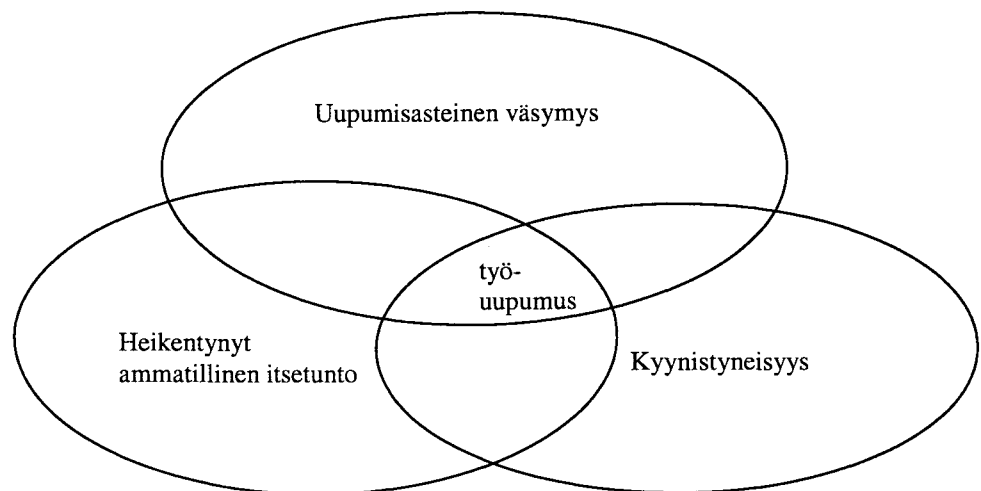 Uupumisasteinen väsymys
työ-
uupumus
Heikentynyt
ammatillinen itsetunto
Kyynistyneisyys